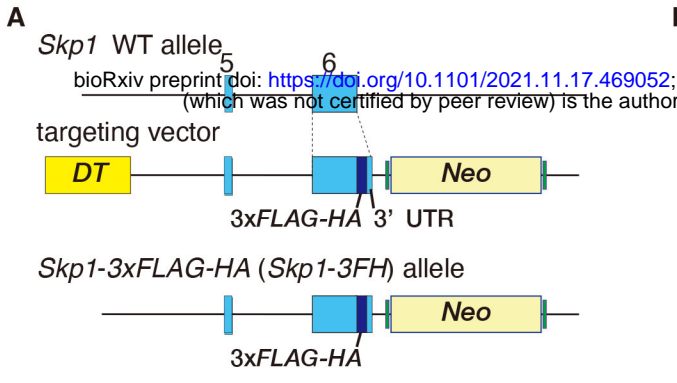 A
Skp1 WT allele
5 6
bioRxiv preprint doi: https://doi.org/10.1101/2021.11.17.469052;
(which was not certified by peer review) is the author
targeting vector
DT Neo
3xFLAG-HA 3' UTR
Skp1-3xFLAG-HA (Skp1-3FH) allele
Neo
3xFLAG-HA